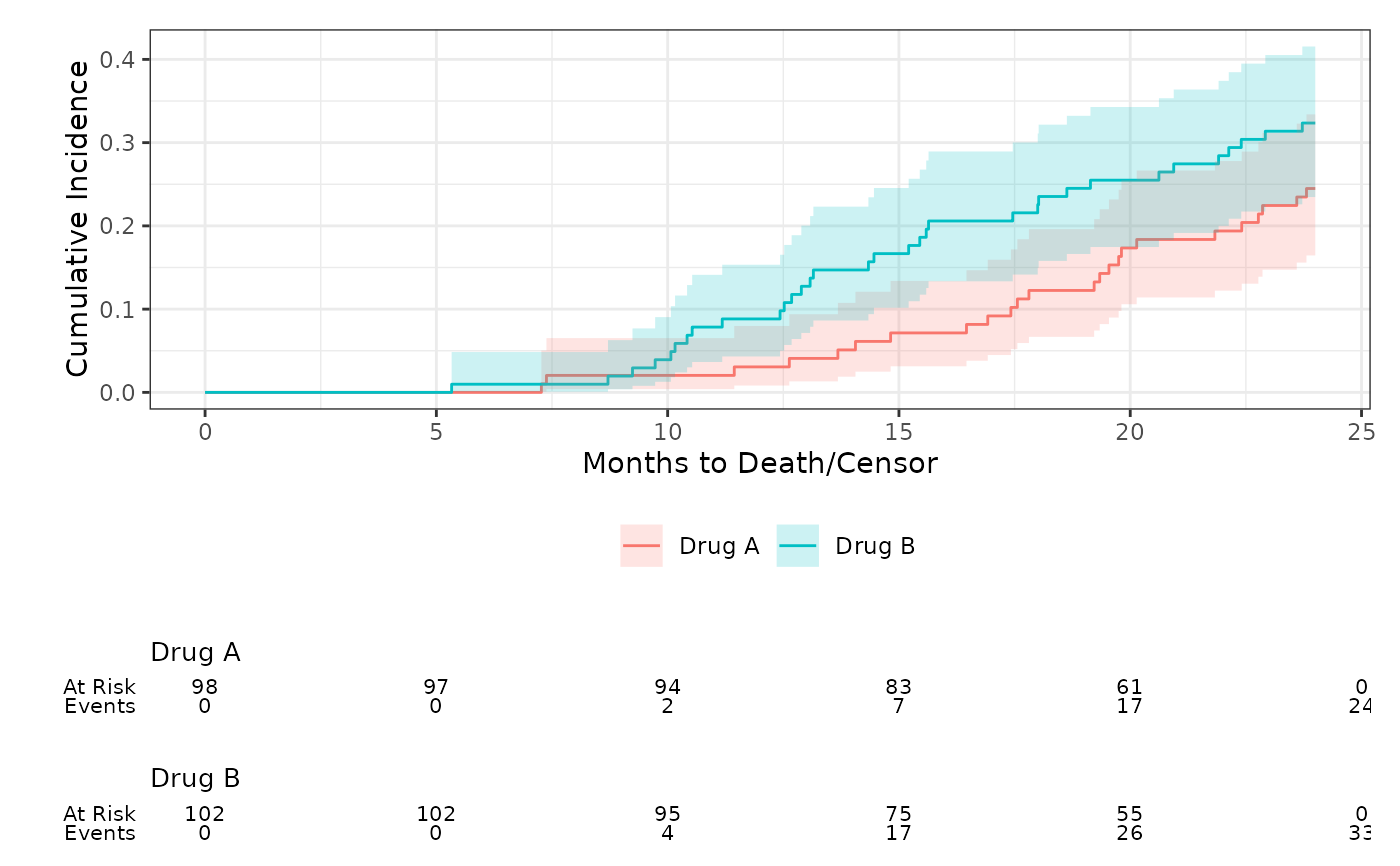 Cumulative Incidence
0.4
0.3
0.2
0.1
0.0
0 5 10 15 20 25
Months to Death/Censor
Drug A Drug B
Drug A
At Risk 98 97 94 83 61 0
Events 0 0 2 7 17 24
Drug B
At Risk 102 102 95 75 55 0
Events 0 0 4 17 26 33